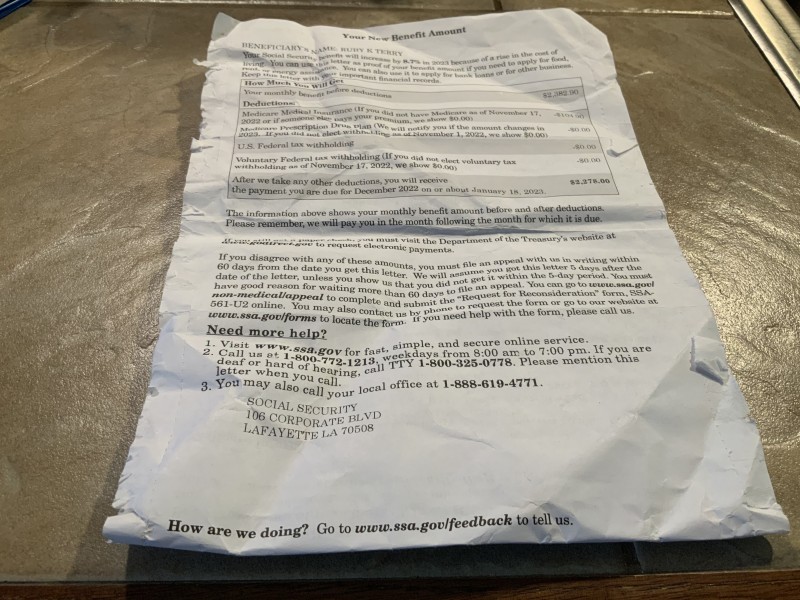 Your New Benefit Amount
BENEFICIARY'S NAME: RUBY K TERRY
Your Social Security benefit will increase by 8.7% in 2023 because of a rise in the cost of
living. You can use this letter as proof of your benefit amount if you need to apply for food,
rent, or energy assistance. You can also use it to apply for bank loans or for other business.
Keep this letter with your important financial records.
How Much You Will Get
Your monthly benefit before deductions $2,382.00
Deductions:
Medicare Medical Insurance (If you did not have Medicare as of November 17,
2022 or if someone else pays your premium, we show $0.00)
Medicare Prescription Drug Plan (We will notify you if the amount changes in -$0.00
2023. If you did not elect withholding as of November 1, 2022, we show $0.00)
U.S. Federal tax withholding -$0.00
Voluntary Federal tax withholding (If you did not elect voluntary tax -$0.00
withholding as of November 17, 2022, we show $0.00)
After we take any other deductions, you will receive $2,278.00
the payment you are due for December 2022 on or about January 18, 2023.
The information above shows your monthly benefit amount before and after deductions.
Please remember, we will pay you in the month following the month for which it is due.
you must visit the Department of the Treasury's website at
www.godirect.gov to request electronic payments.
If you disagree with any of these amounts, you must file an appeal with us in writing within
60 days from the date you get this letter. We will assume you got this letter 5 days after the
date of the letter, unless you show us that you did not get it within the 5-day period. You must
have good reason for waiting more than 60 days to file an appeal. You can go to www.ssa.gov/
non-medical/appeal to complete and submit the "Request for Reconsideration" form, SSA-
561-U2 online. You may also contact us by phone to request the form or go to our website at
www.ssa.gov/forms to locate the form. If you need help with the form, please call us.
Need more help?
1. Visit www.ssa.gov for fast, simple, and secure online service.
2. Call us at 1-800-772-1213, weekdays from 8:00 am to 7:00 pm. If you are
deaf or hard of hearing, call TTY 1-800-325-0778. Please mention this
letter when you call.
3. You may also call your local office at 1-888-619-4771.
SOCIAL SECURITY
106 CORPORATE BLVD
LAFAYETTE LA 70508
How are we doing? Go to www.ssa.gov/feedback to tell us.